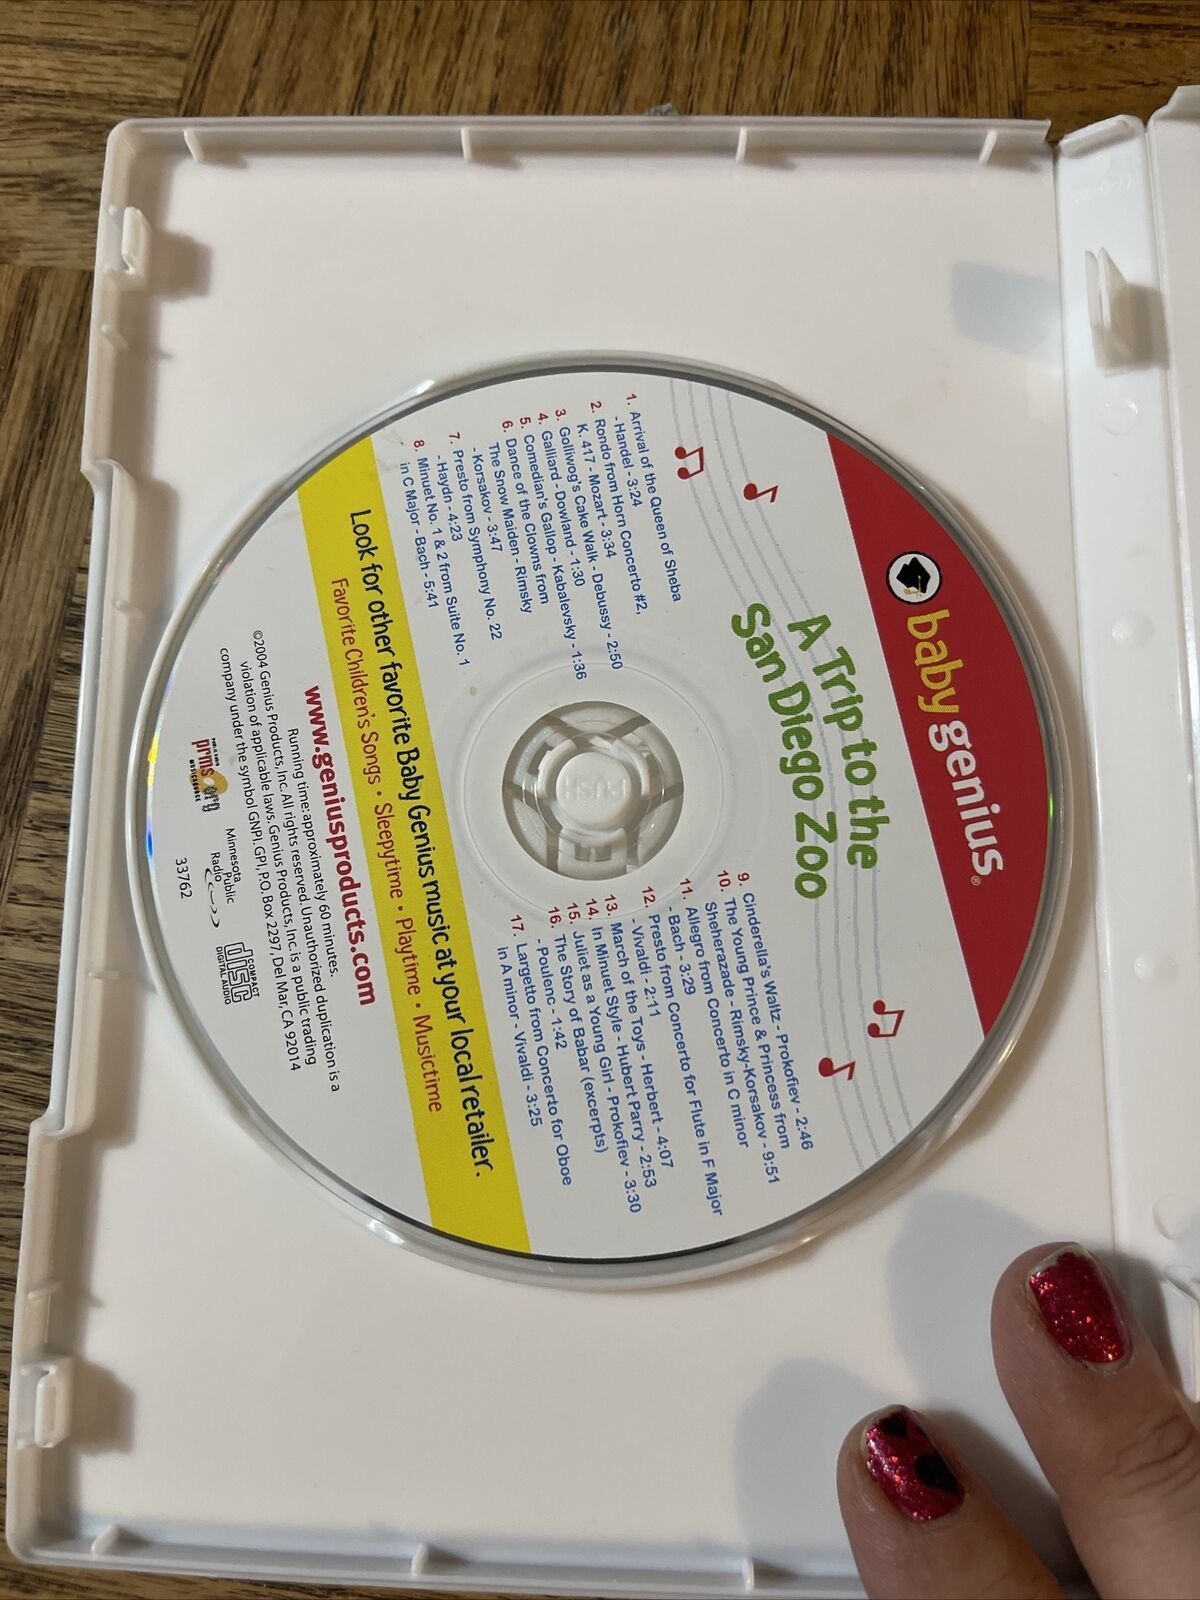 baby genius®
A Trip to the
San Diego Zoo
1. Arrival of the Queen of Sheba
- Handel - 3:24
2. Rondo from Horn Concerto #2,
K. 417 - Mozart - 3:34
3. Golliwog's Cake Walk - Debussy - 2:50
4. Galliard - Dowland - 1:30
5. Comedian's Gallop - Kabalevsky - 1:36
6. Dance of the Clowns from
The Snow Maiden - Rimsky
- Korsakov - 3:47
7. Presto from Symphony No. 22
- Haydn - 4:23
8. Minuet No. 1 & 2 from Suite No. 1
in C Major - Bach - 5:41
9. Cinderella's Waltz - Prokofiev - 2:46
10. The Young Prince & Princess from
Sheherazade - Rimsky-Korsakov - 9:51
11. Allegro from Concerto in C minor
- Bach - 3:29
12. Presto from Concerto for Flute in F Major
- Vivaldi - 2:11
13. March of the Toys - Herbert - 4:07
14. In Minuet Style - Hubert Parry - 2:53
15. Juliet as a Young Girl - Prokofiev - 3:30
16. The Story of Babar (excerpts)
- Poulenc - 1:42
17. Largetto from Concerto for Oboe
in A minor - Vivaldi - 3:25
PUSH
Look for other favorite Baby Genius music at your local retailer.
Favorite Children's Songs • Sleepytime • Playtime • Musictime
www.geniusproducts.com
Running time: approximately 60 minutes.
©2004 Genius Products, Inc. All rights reserved. Unauthorized duplication is a
violation of applicable laws. Genius Products, Inc. is a public trading
company under the symbol GNPI. GPI, P.O. Box 2297, Del Mar, CA 92014
PUBLIC RADIO
prms.org
MUSICSOURCE
Minnesota
Public
Radio
COMPACT
disc
DIGITAL AUDIO
33762